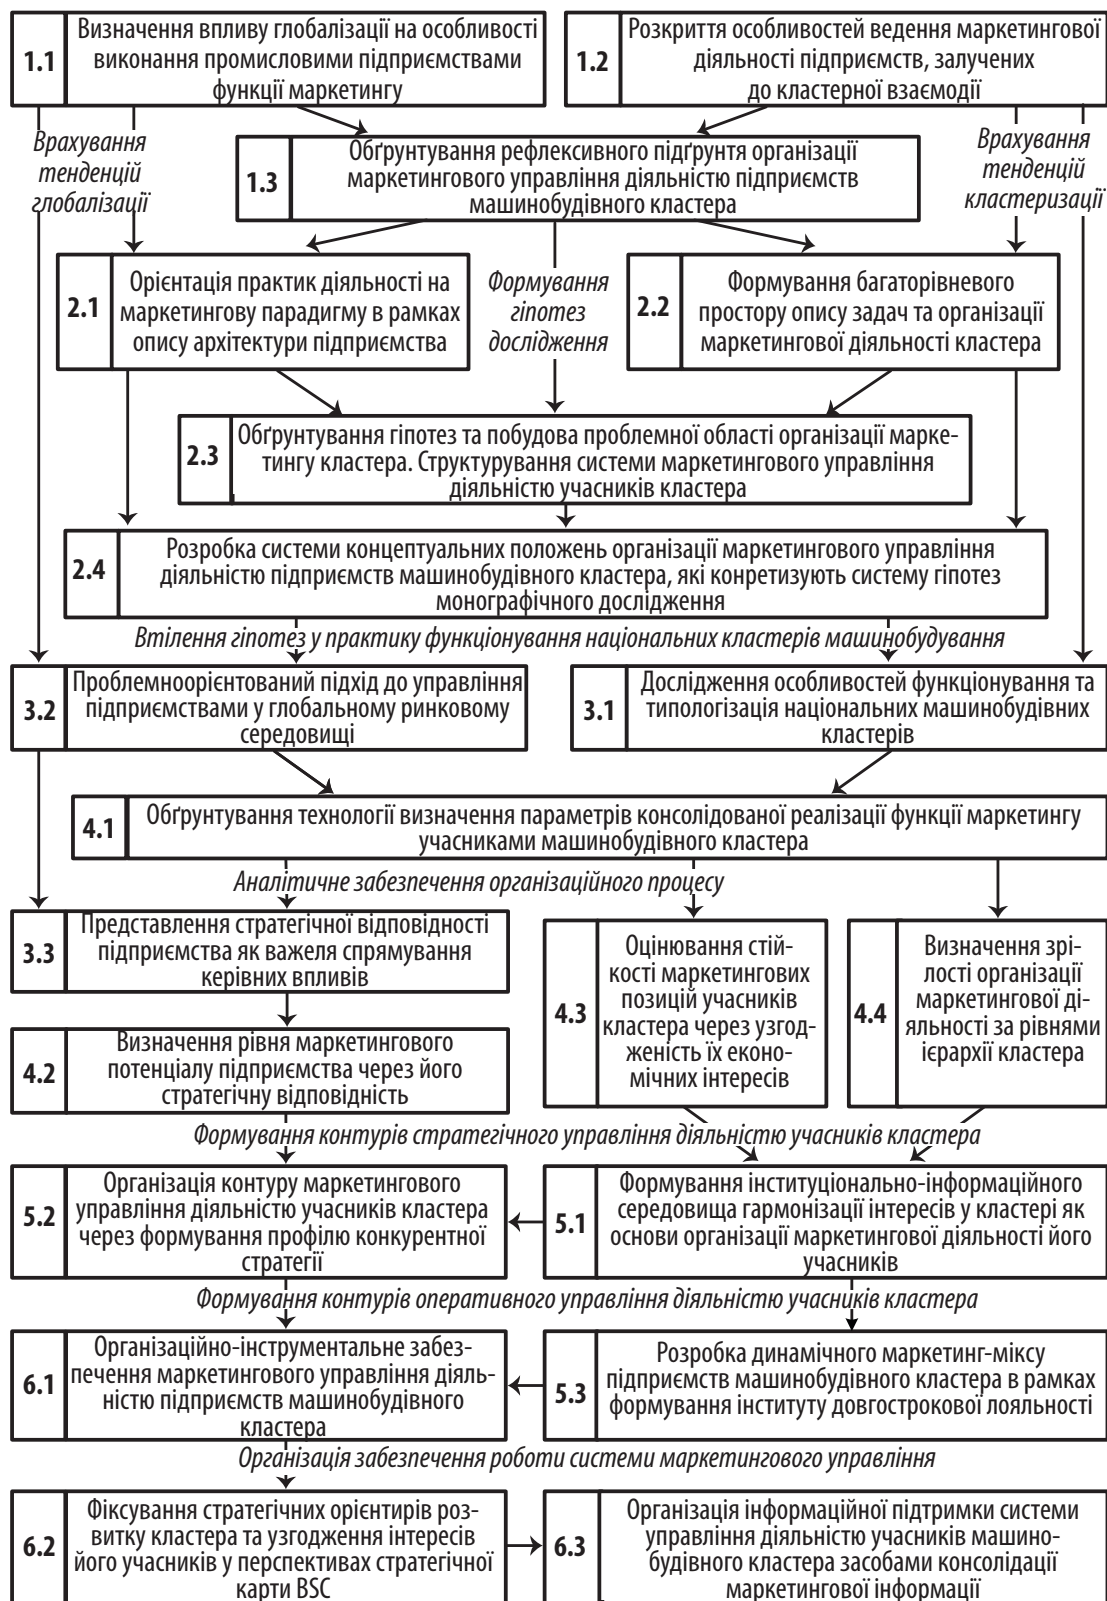 1.1
Визначення впливу глобалізації на особливості
виконання промисловими підприємствами
функції маркетингу
1.2
Розкриття особливостей ведення маркетингової
діяльності підприємств, залучених
до кластерної взаємодії
Врахування
тенденцій
глобалізації
1.3
Обґрунтування рефлексивного підґрунтя організації
маркетингового управління діяльністю підприємств
машинобудівного кластера
Врахування
тенденцій
кластеризації
2.1
Орієнтація практик діяльності на
маркетингову парадигму в рамках
опису архітектури підприємства
Формування
гіпотез
дослідження
2.2
Формування багаторівневого
простору опису задач та організації
маркетингової діяльності кластера
2.3
Обґрунтування гіпотез та побудова проблемної області організації марке-
тингу кластера. Структурування системи маркетингового управління
діяльністю учасників кластера
2.4
Розробка системи концептуальних положень організації маркетингового управління
діяльністю підприємств машинобудівного кластера, які конретизують систему гіпотез
монографічного дослідження
Втілення гіпотез у практику функціонування національних кластерів машинобудування
3.2
Проблемноорієнтований підхід до управління
підприємствами у глобальному ринковому
середовищі
3.1
Дослідження особливостей функціонування та
типологізація національних машинобудівних
кластерів
4.1
Обґрунтування технології визначення параметрів консолідованої реалізації функції маркетингу
учасниками машинобудівного кластера
Аналітичне забезпечення організаційного процесу
3.3
Представлення стратегічної відповідності
підприємства як важеля спрямування
керівних впливів
4.3
Оцінювання стій-
кості маркетингових
позицій учасників
кластера через узгод-
женість їх еконо-
мічних інтересів
4.4
Визначення зрі-
лості організації
маркетингової ді-
яльності за рівнями
ієрархії кластера
4.2
Визначення рівня маркетингового
потенціалу підприємства через його
стратегічну відповідність
Формування контурів стратегічного управління діяльністю учасників кластера
5.2
Організація контуру маркетингового
управління діяльністю учасників кластера
через формування профілю конкурентної
стратегії
5.1
Формування інституціонально-інформаційного
середовища гармонізації інтересів у кластері як
основи організації маркетингової діяльності його
учасників
Формування контурів оперативного управління діяльністю учасників кластера
6.1
Організаційно-інструментальне забез-
печення маркетингового управління діяль-
ністю підприємств машинобудівного
кластера
5.3
Розробка динамічного маркетинг-міксу
підприємств машинобудівного кластера в рамках
формування інституту довгострокової лояльності
Організація забезпечення роботи системи маркетингового управління
6.2
Фіксування стратегічних орієнтирів роз-
витку кластера та узгодження інтересів
його учасників у перспективах стратегічної
карти BSC
6.3
Організація інформаційної підтримки системи
управління діяльністю учасників машино-
будівного кластера засобами консолідації
маркетингової інформації